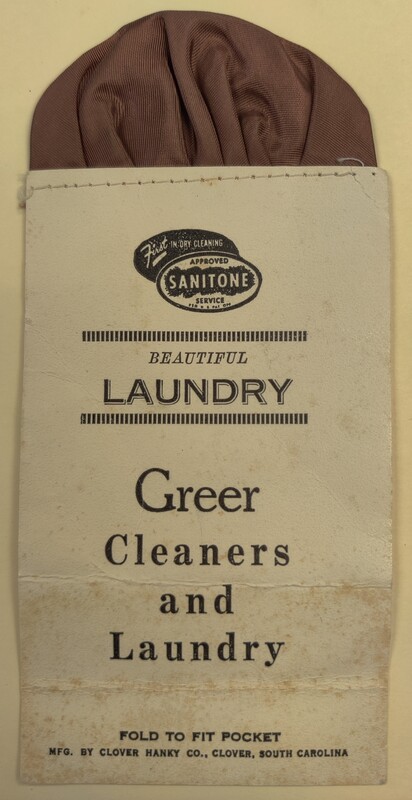 First IN DRY CLEANING
APPROVED
SANITONE
SERVICE
BEAUTIFUL
LAUNDRY
Greer
Cleaners
and
Laundry
FOLD TO FIT POCKET
MFG. BY CLOVER HANKY CO., CLOVER, SOUTH CAROLINA